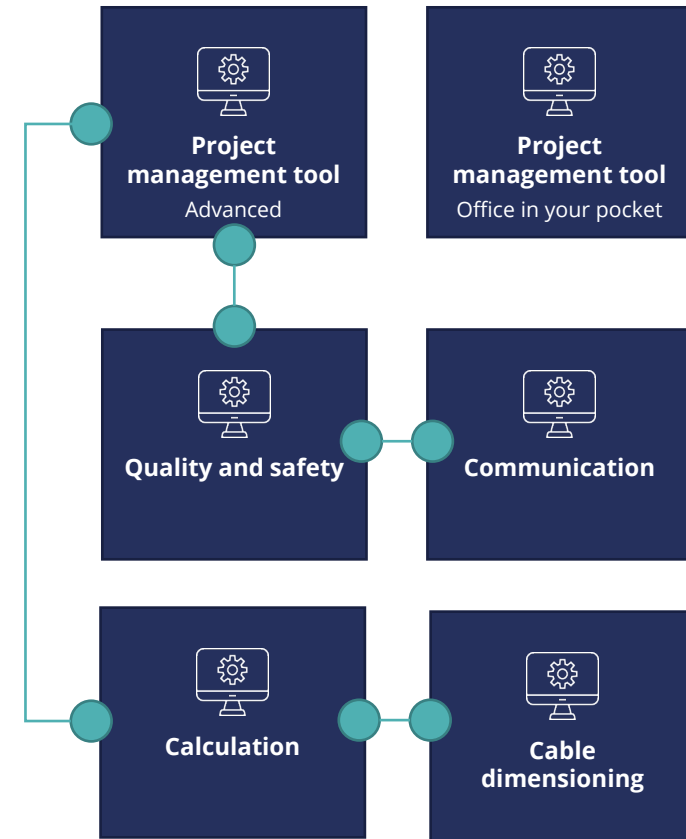 Project
management tool
Advanced
Project
management tool
Office in your pocket
Quality and safety
Communication
Calculation
Cable
dimensioning